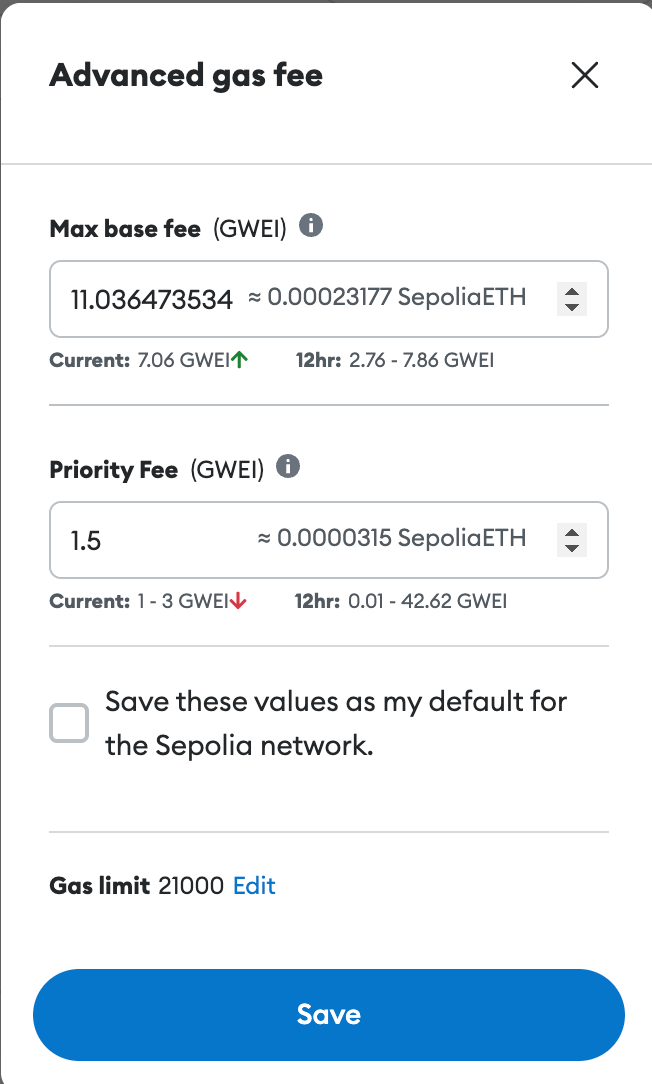 Advanced gas fee
Max base fee (GWEI)
11.036473534 ≈ 0.00023177 SepoliaETH
Current: 7.06 GWEI 12hr: 2.76 - 7.86 GWEI
Priority Fee (GWEI)
1.5 ≈ 0.0000315 SepoliaETH
Current: 1 - 3 GWEI 12hr: 0.01 - 42.62 GWEI
Save these values as my default for
the Sepolia network.
Gas limit 21000 Edit
Save